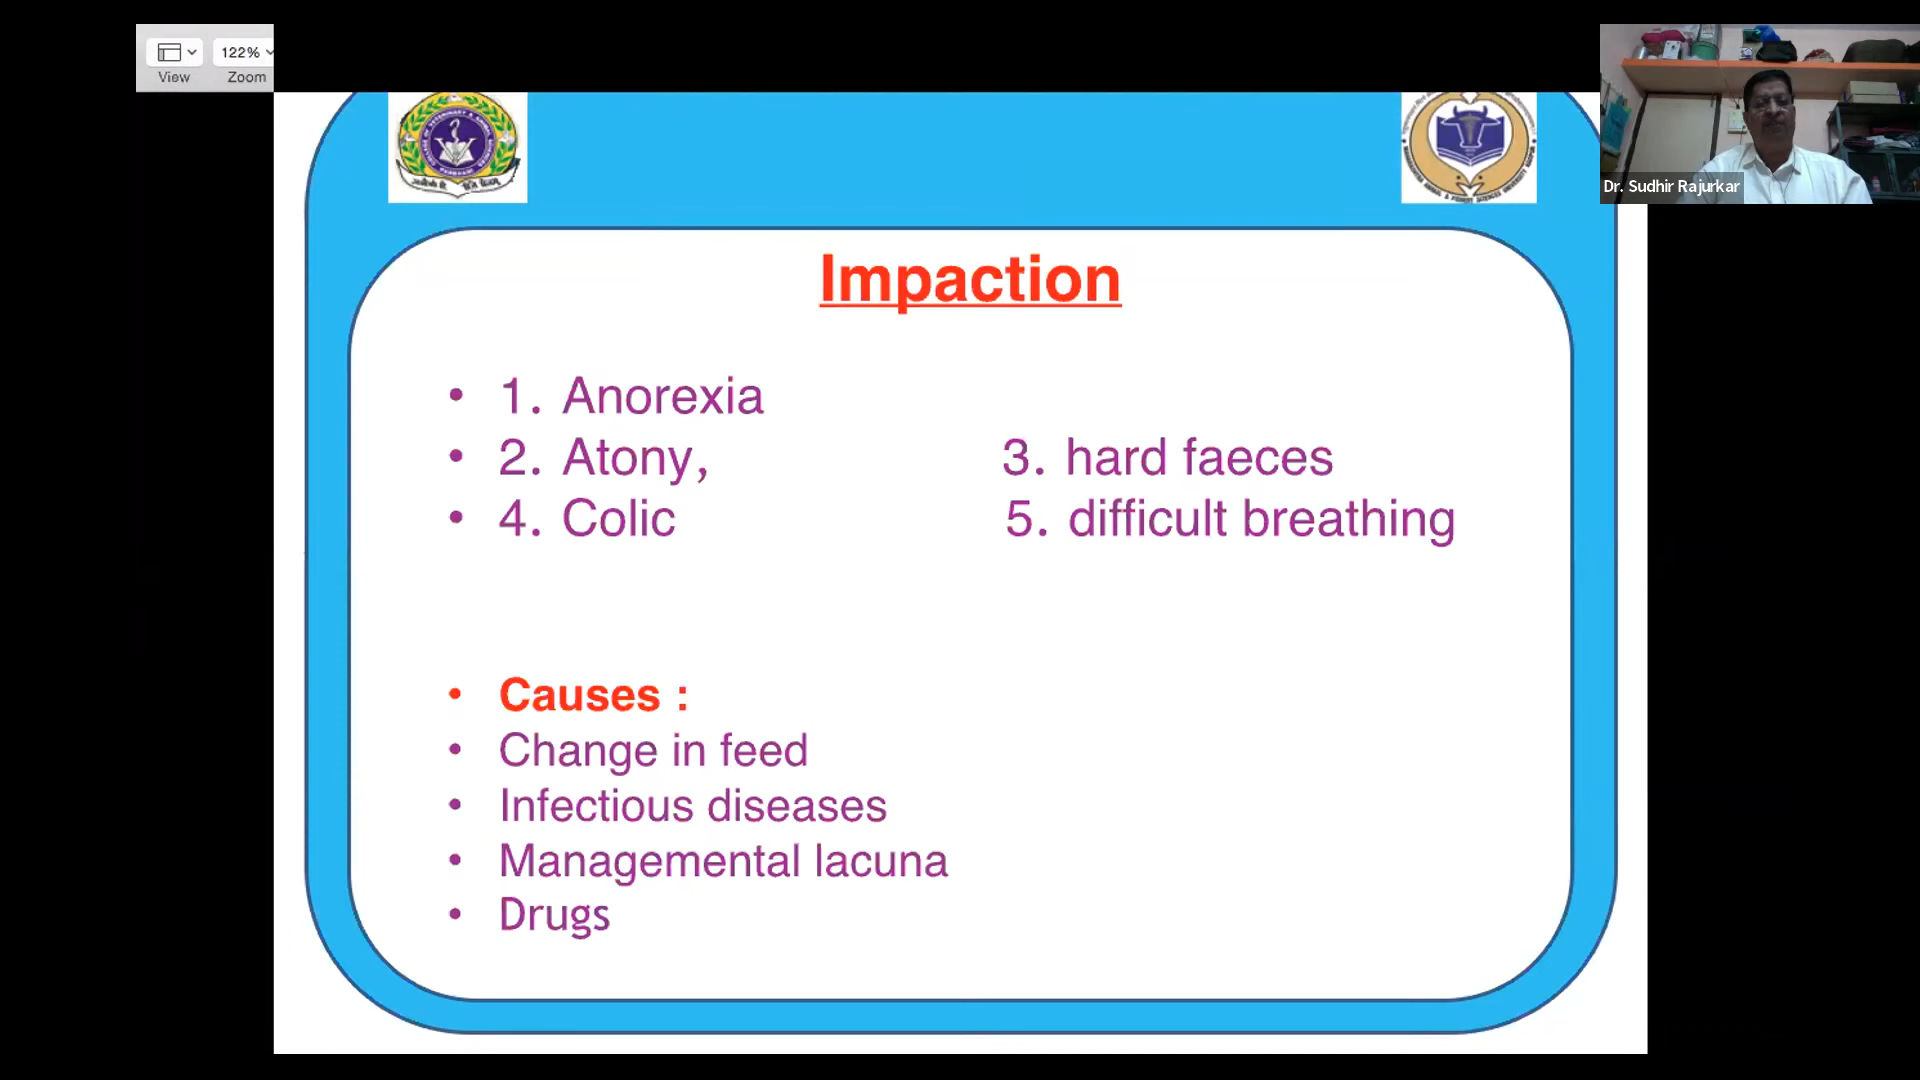 122%
View
Zoom
Dr. Sudhir Rajurkar
Impaction
• 1. Anorexia
• 2. Atony, 3. hard faeces
• 4. Colic 5. difficult breathing
• Causes :
• Change in feed
• Infectious diseases
• Managemental lacuna
• Drugs